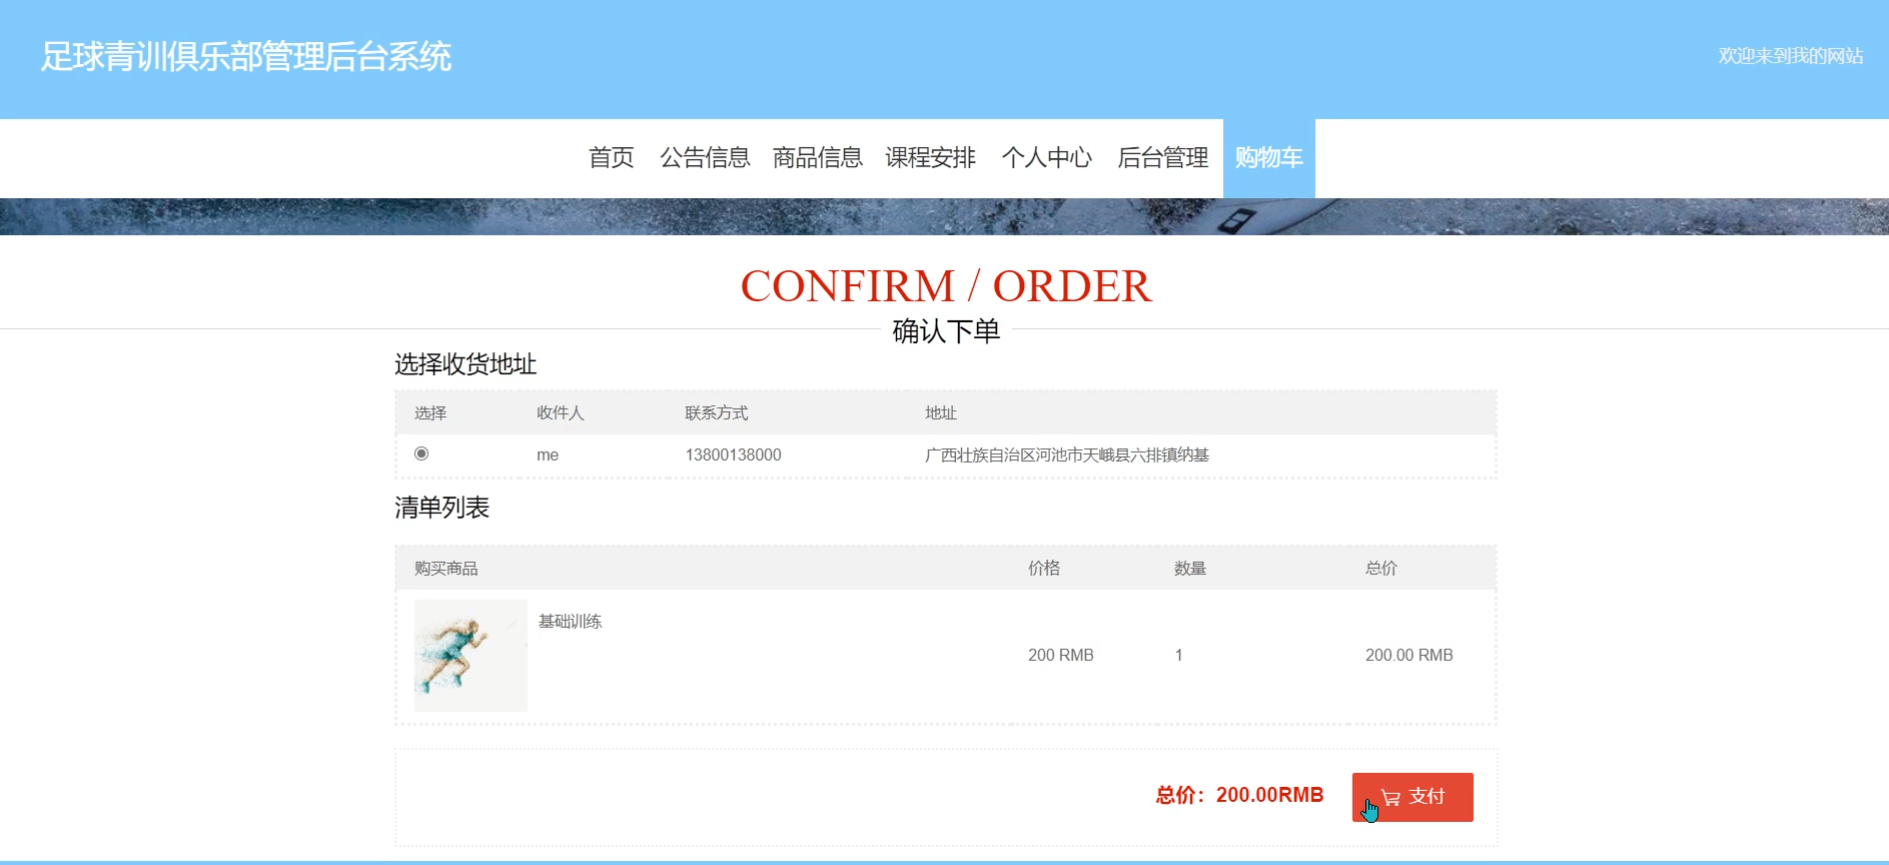 足球青训俱乐部管理后台系统
欢迎来到我的网站
首页 公告信息 商品信息 课程安排 个人中心 后台管理 购物车
CONFIRM / ORDER
确认下单
选择收货地址
选择 收件人 联系方式 地址
me 13800138000 广西壮族自治区河池市天峨县六排镇纳基
清单列表
购买商品 价格 数量 总价
基础训练
200 RMB 1 200.00 RMB
总价：200.00RMB 支付